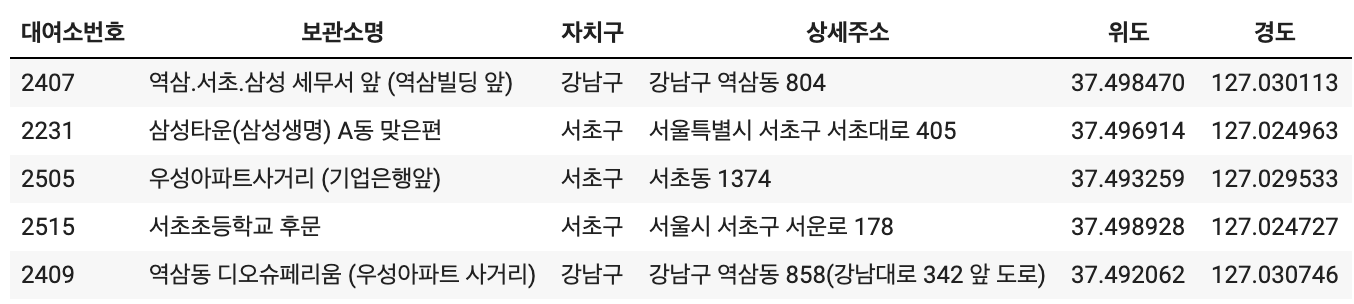 대여소번호 보관소명 자치구 상세주소 위도 경도
2407 역삼.서초.삼성 세무서 앞 (역삼빌딩 앞) 강남구 강남구 역삼동 804 37.498470 127.030113
2231 삼성타운(삼성생명) A동 맞은편 서초구 서울특별시 서초구 서초대로 405 37.496914 127.024963
2505 우성아파트사거리 (기업은행앞) 서초구 서초동 1374 37.493259 127.029533
2515 서초초등학교 후문 서초구 서울시 서초구 서운로 178 37.498928 127.024727
2409 역삼동 디오슈페리움 (우성아파트 사거리) 강남구 강남구 역삼동 858(강남대로 342 앞 도로) 37.492062 127.030746